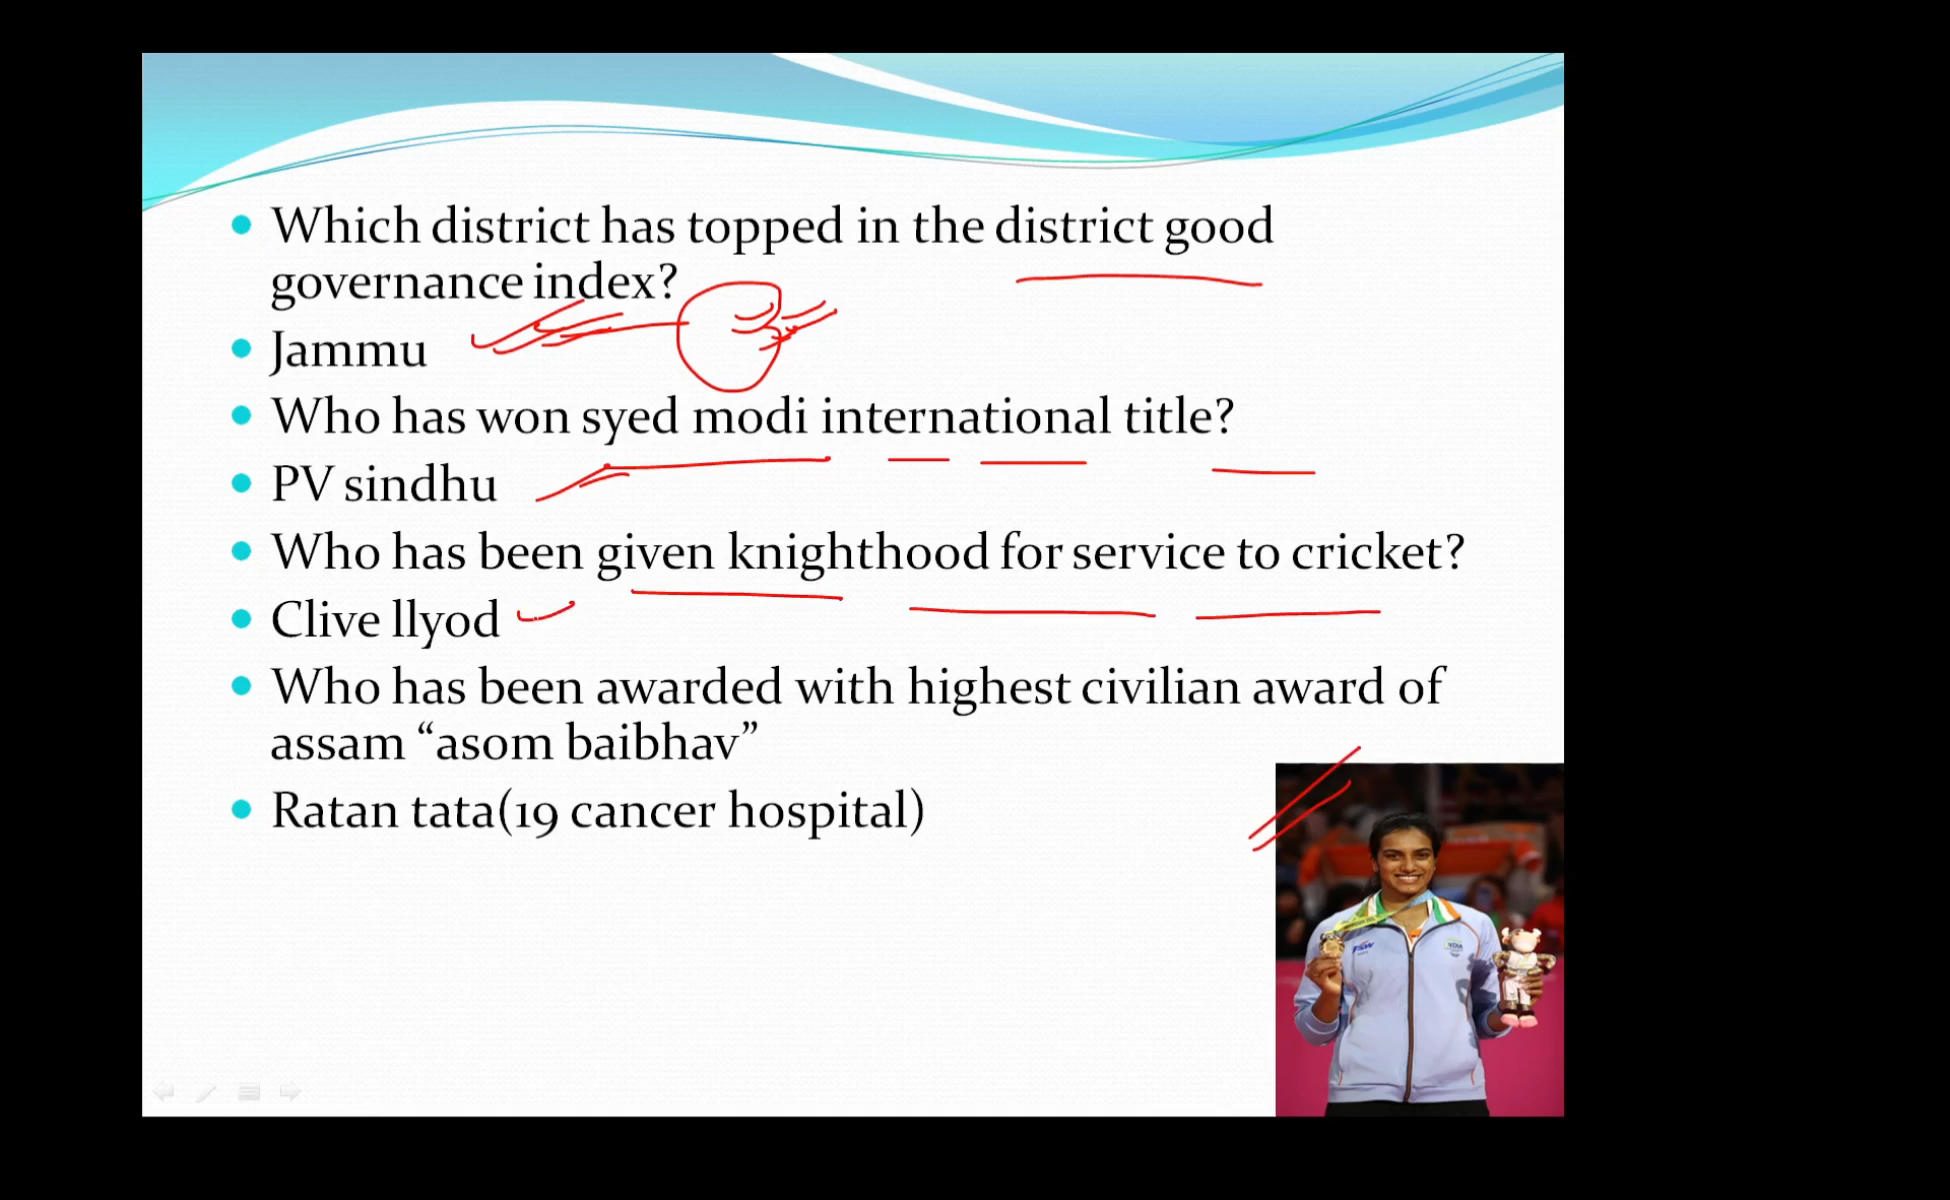 Which district has topped in the district good
governance index?
Jammu
Who has won syed modi international title?
PV sindhu
Who has been given knighthood for service to cricket?
Clive llyod
Who has been awarded with highest civilian award of
assam “asom baibhav”
Ratan tata(19 cancer hospital)
INDIA